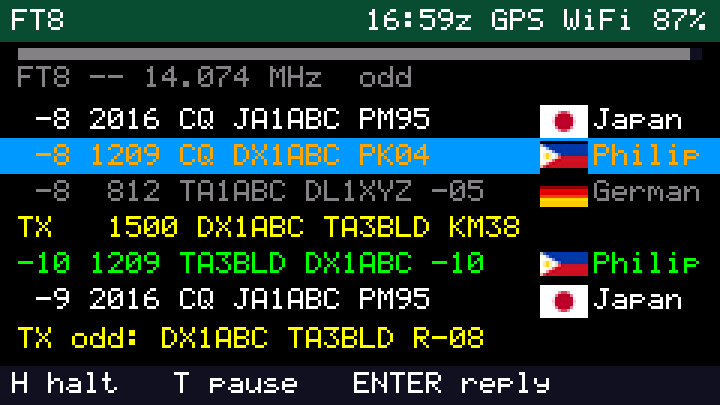 FT8 16:59z GPS WiFi 87%
FT8 -- 14.074 MHz odd
-8 2016 CQ JA1ABC PM95 Japan
-8 1209 CQ DX1ABC PK04 Philip
-8 812 TA1ABC DL1XYZ -05 German
TX 1500 DX1ABC TA3BLD KM38
-10 1209 TA3BLD DX1ABC -10 Philip
-9 2016 CQ JA1ABC PM95 Japan
TX odd: DX1ABC TA3BLD R-08
H halt T pause ENTER reply